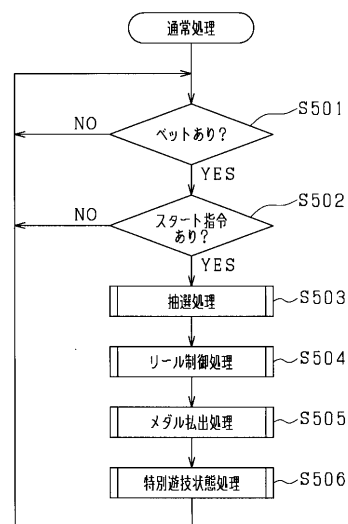 通常処理
S501
ベットあり?
NO
YES
S502
スタート指令
あり?
NO
YES
抽選処理
S503
リール制御処理
S504
メダル払出処理
S505
特別遊技状態処理
S506